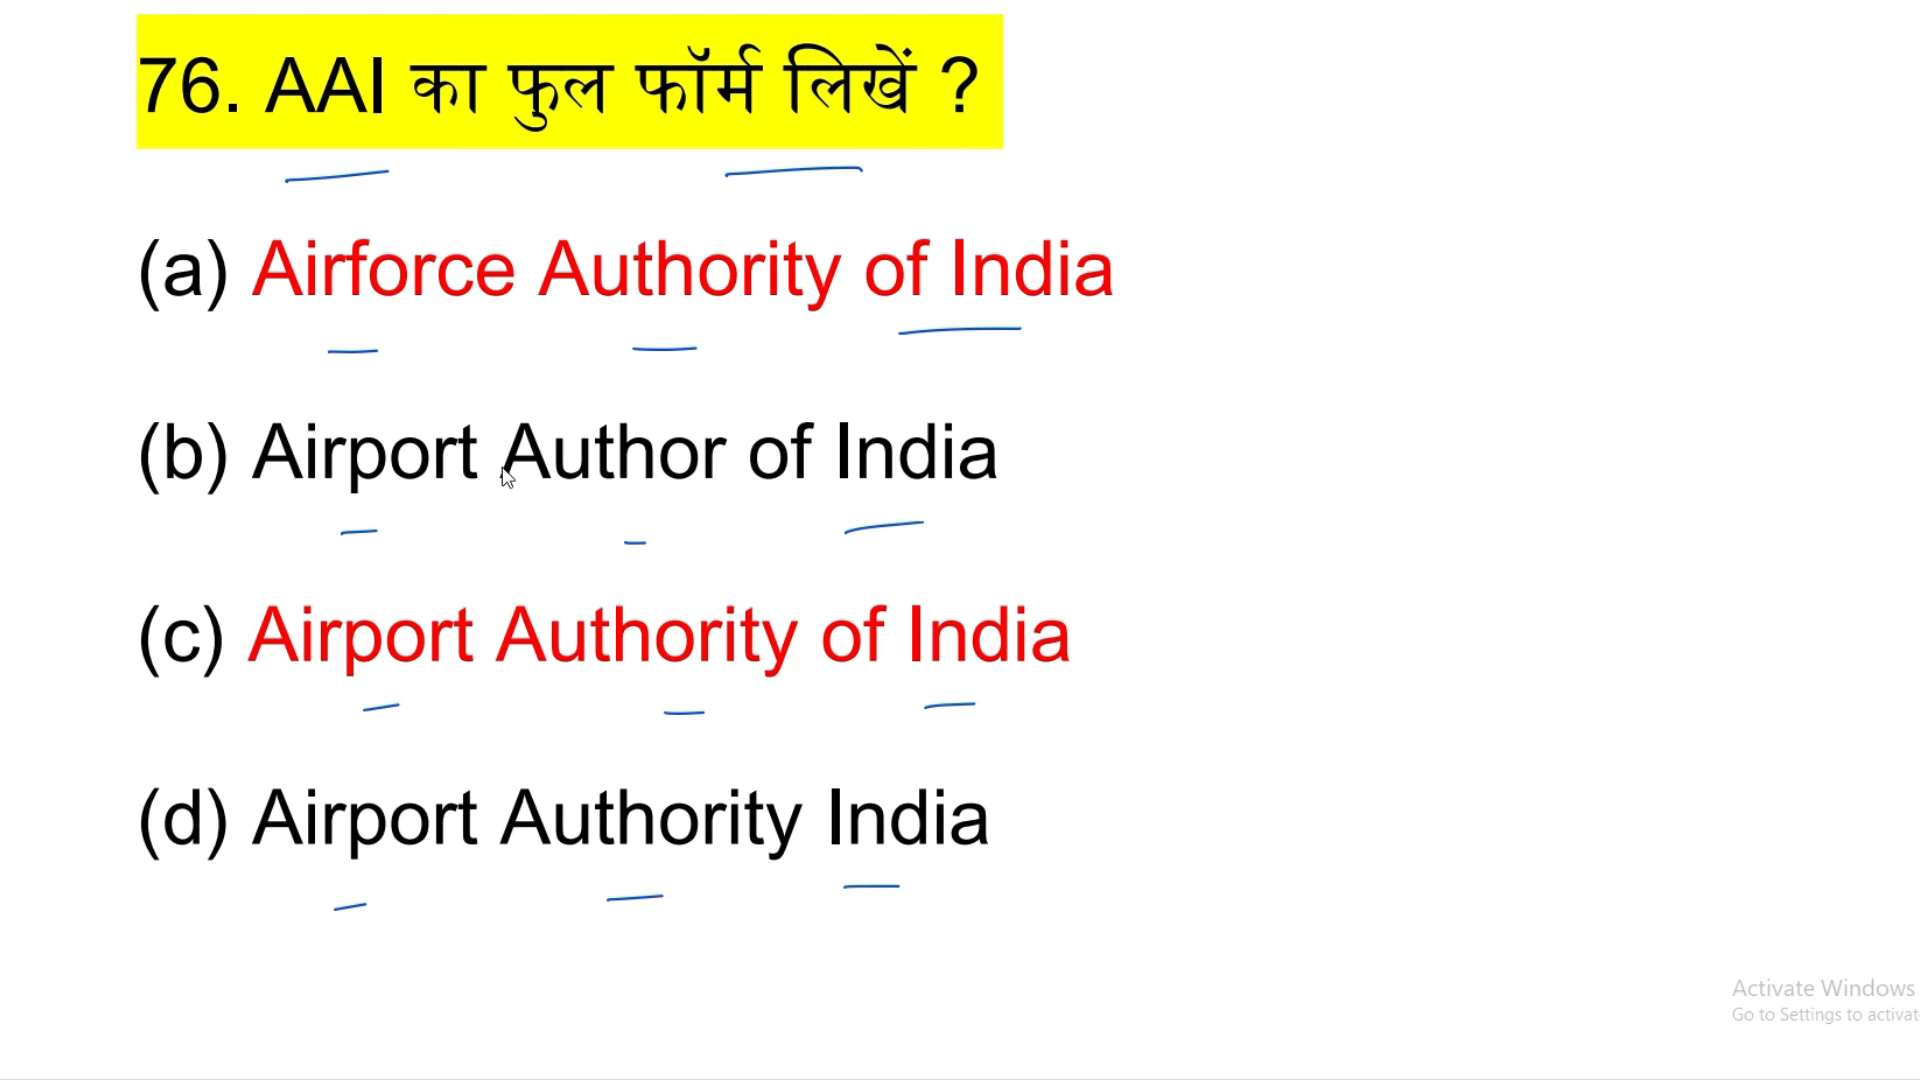 76. AAI का फुल फॉर्म लिखें ?
(a) Airforce Authority of India
(b) Airport Author of India
(c) Airport Authority of India
(d) Airport Authority India
Activate Windows
Go to Settings to activat